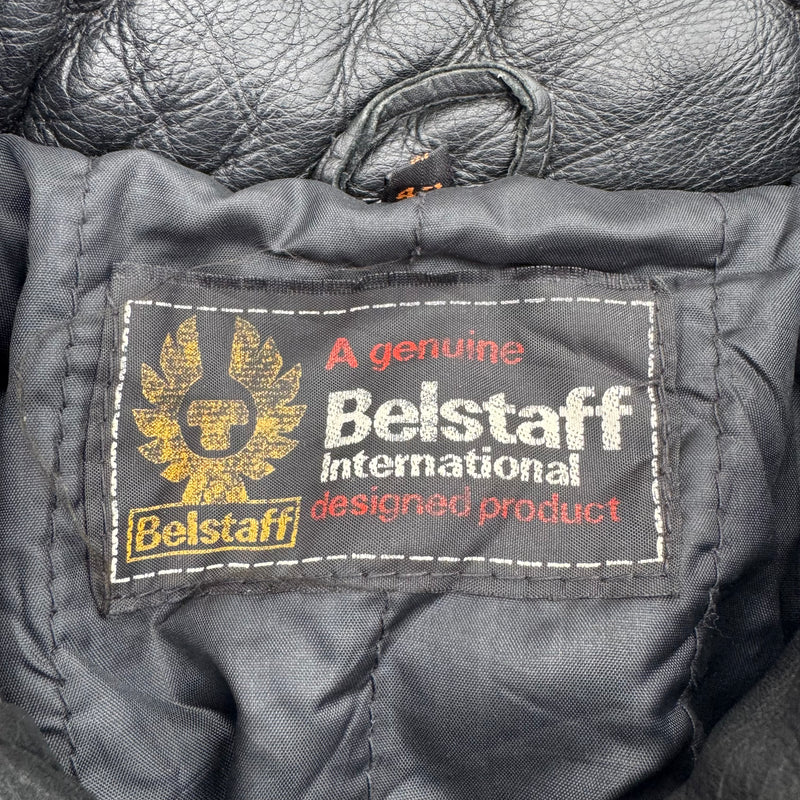 A genuine
Belstaff
International
designed product
Belstaff